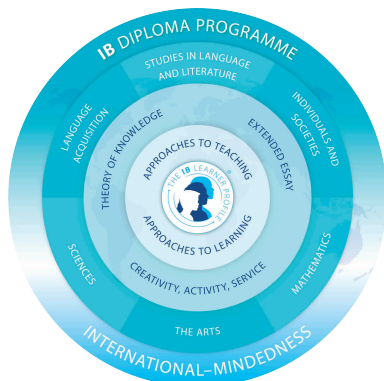 IB DIPLOMA PROGRAMME
STUDIES IN LANGUAGE
AND LITERATURE
LANGUAGE
ACQUISITION
INDIVIDUALS AND
SOCIETIES
THEORY OF KNOWLEDGE
EXTENDED ESSAY
APPROACHES TO TEACHING
THE IB LEARNER PROFILE
®
APPROACHES TO LEARNING
CREATIVITY, ACTIVITY, SERVICE
SCIENCES
MATHEMATICS
THE ARTS
INTERNATIONAL–MINDEDNESS